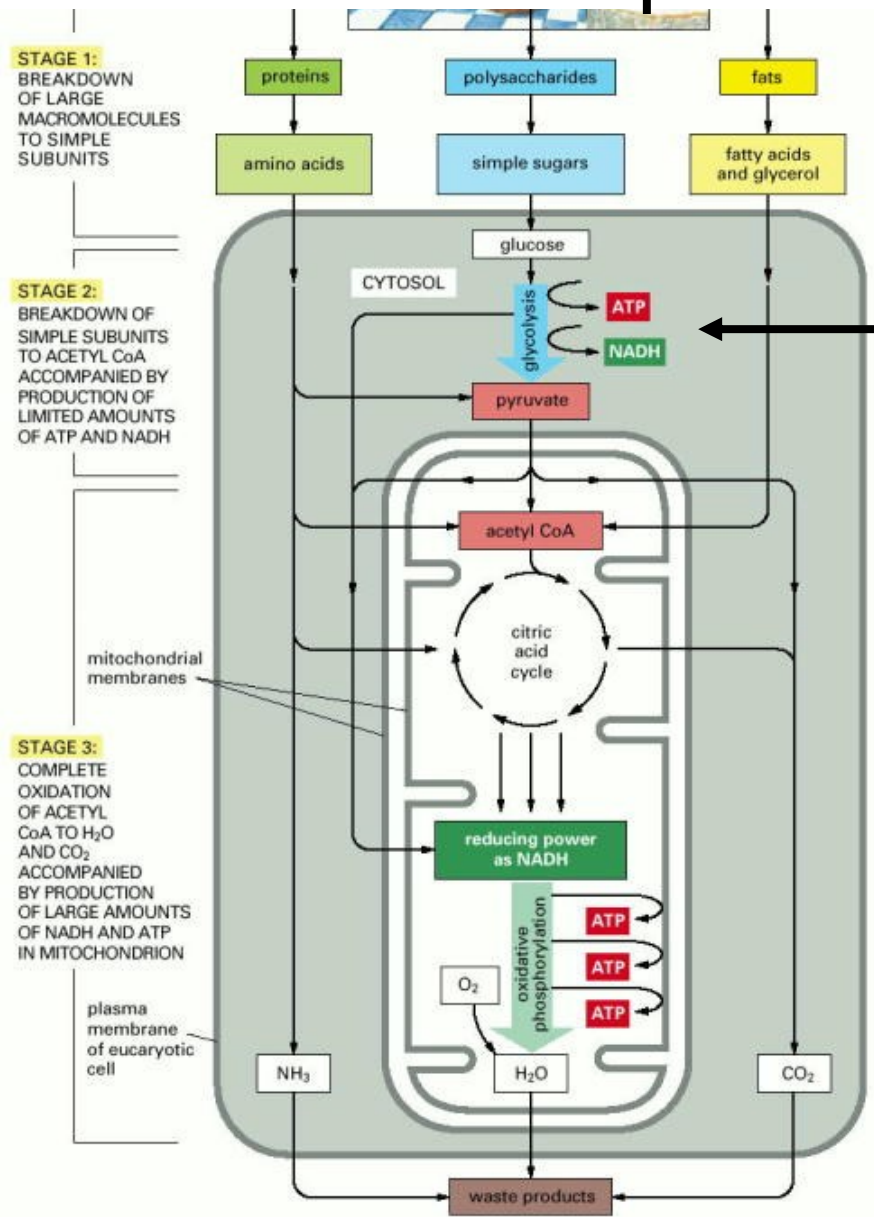 STAGE 1:
BREAKDOWN
OF LARGE
MACROMOLECULES
TO SIMPLE
SUBUNITS
proteins
polysaccharides
fats
amino acids
simple sugars
fatty acids
and glycerol
glucose
CYTOSOL
glycolysis
ATP
NADH
STAGE 2:
BREAKDOWN OF
SIMPLE SUBUNITS
TO ACETYL CoA
ACCOMPANIED BY
PRODUCTION OF
LIMITED AMOUNTS
OF ATP AND NADH
pyruvate
acetyl CoA
citric
acid
cycle
mitochondrial
membranes
STAGE 3:
COMPLETE
OXIDATION
OF ACETYL
CoA TO H₂O
AND CO₂
ACCOMPANIED
BY PRODUCTION
OF LARGE AMOUNTS
OF NADH AND ATP
IN MITOCHONDRION
reducing power
as NADH
oxidative
phosphorylation
ATP
ATP
ATP
O₂
plasma
membrane
of eucaryotic
cell
NH₃
H₂O
CO₂
waste products